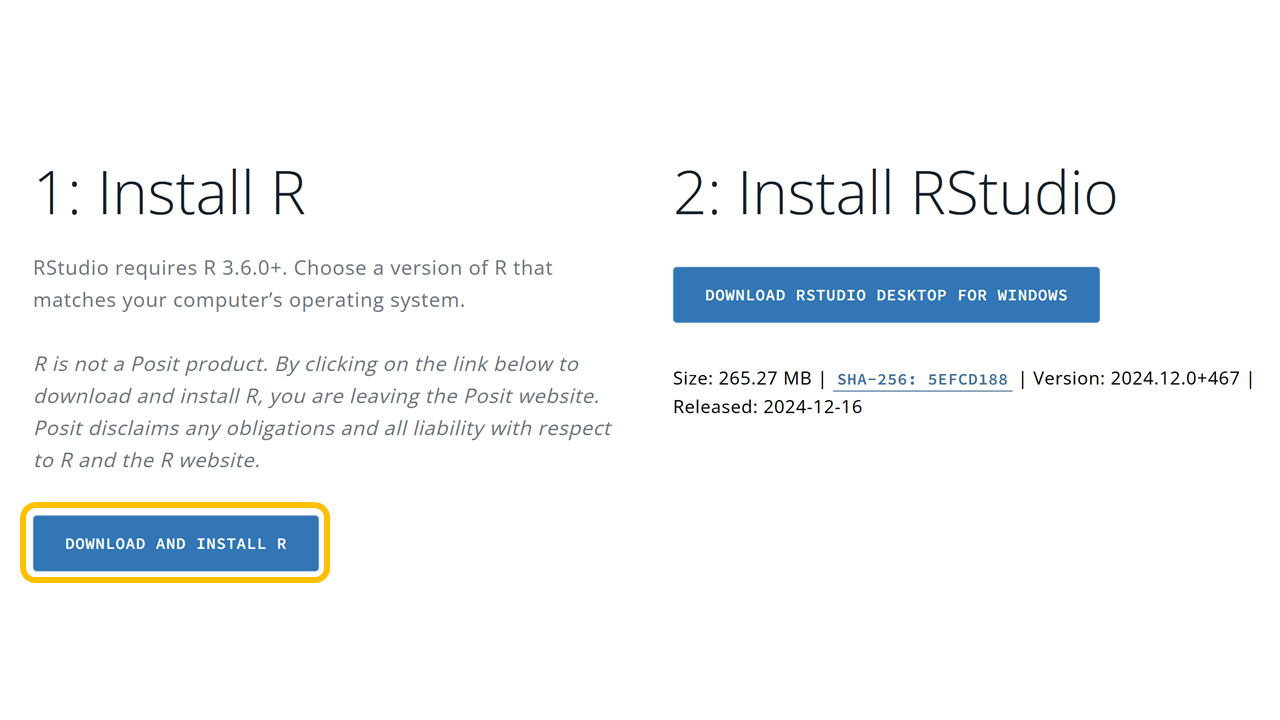 1: Install R
RStudio requires R 3.6.0+. Choose a version of R that
matches your computer’s operating system.
R is not a Posit product. By clicking on the link below to
download and install R, you are leaving the Posit website.
Posit disclaims any obligations and all liability with respect
to R and the R website.
DOWNLOAD AND INSTALL R
2: Install RStudio
DOWNLOAD RSTUDIO DESKTOP FOR WINDOWS
Size: 265.27 MB | SHA-256: 5EFCD188 | Version: 2024.12.0+467 |
Released: 2024-12-16